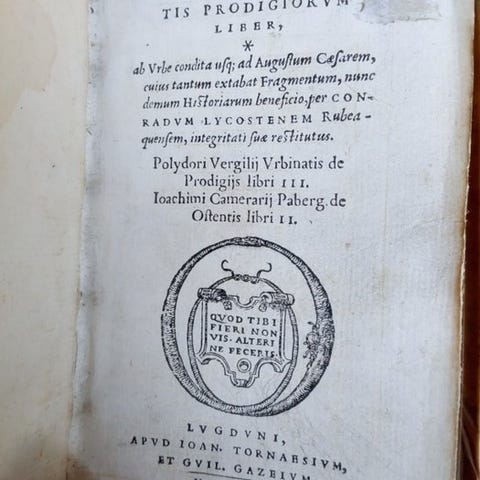 TIS PRODIGIORVM
LIBER,
*
ab Vrbe condita usq; ad Augustum Cæsarem,
cuius tantum extabat Fragmentum, nunc
demum Historiarum beneficio, per CON-
RADVM LYCOSTENEM Rubea-
quensem, integritati suæ restitutus.
Polydori Vergilij Vrbinatis de
Prodigijs libri III.
Ioachimi Camerarij Paberg. de
Ostentis libri II.
QVOD TIBI
FIERI NON
VIS. ALTERI
NE FECERIS.
LVGDVNI,
APVD IOAN. TORNAESIVM,
ET GVIL. GAZEIVM